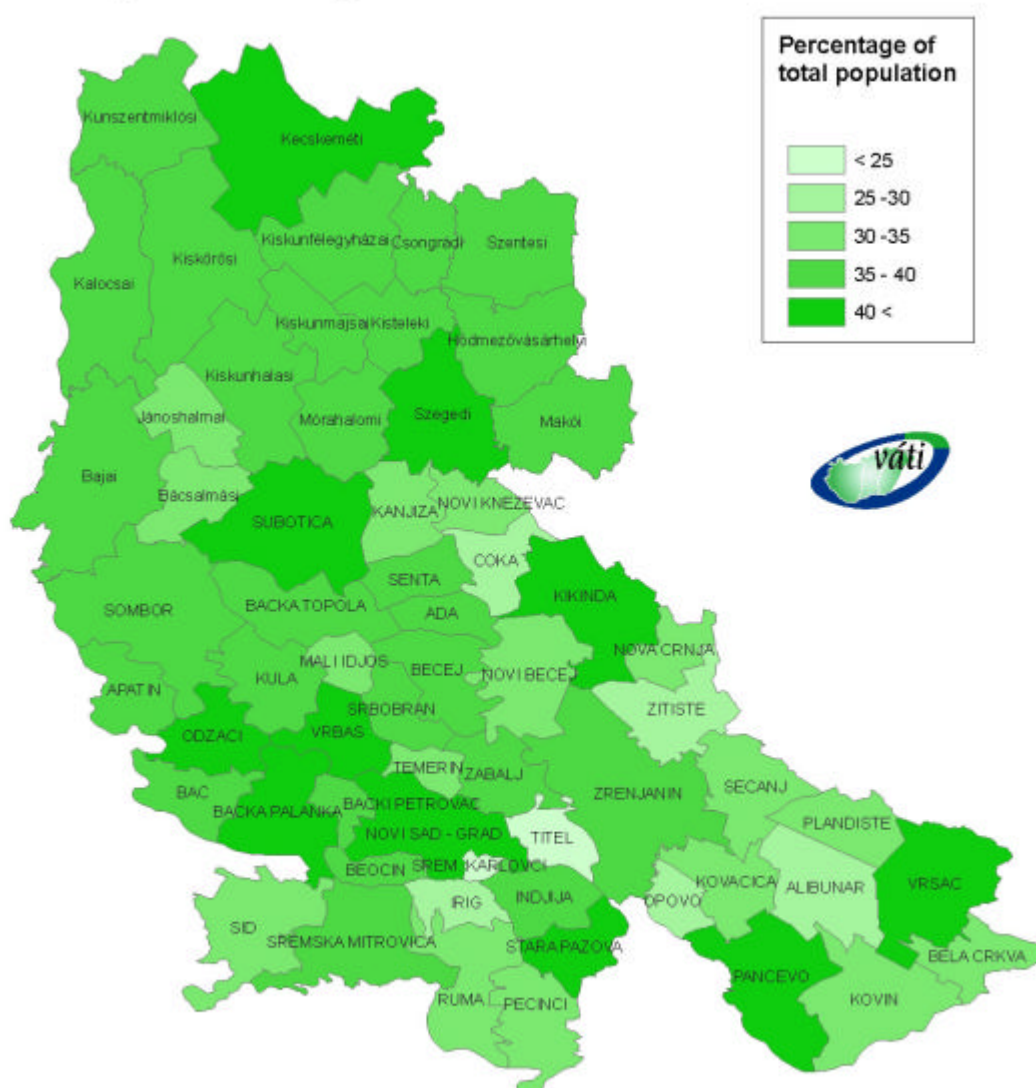 Percentage of
total population
< 25
25 -30
30 -35
35 - 40
40 <
váti
Kunszentmiklósi
Kecskeméti
Kiskunfélegyházai
Csongrádi
Szentesi
Kiskőrösi
Kalocsai
Kiskunmajsai
Kisteleki
Hódmezővásárhelyi
Kiskunhalasi
Jánoshalmai
Mórahalomi
Szegedi
Makói
Bajai
Bácsalmási
SUBOTICA
KANJIZA
NOVI KNEZEVAC
COKA
SENTA
KIKINDA
SOMBOR
BACKA TOPOLA
ADA
NOVA CRNJA
MALI IDJOS
BECEJ
NOVI BECEJ
APATIN
KULA
SRBOBRAN
ZITISTE
ODZACI
VRBAS
TEMERIN
ZABALJ
BAC
BACKA PALANKA
BACKI PETROVAC
ZRENJANIN
SECANJ
NOVI SAD - GRAD
TITEL
PLANDISTE
BEOCIN
SREM. KARLOVCI
KOVACICA
ALIBUNAR
VRSAC
IRIG
INDJIJA
OPOVO
SID
SREMSKA MITROVICA
STARA PAZOVA
BELA CRKVA
PANCEVO
RUMA
PECINCI
KOVIN